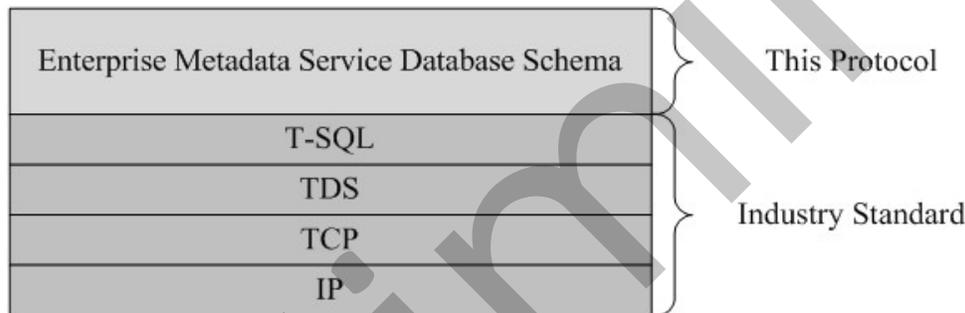 Enterprise Metadata Service Database Schema
This Protocol
T-SQL
TDS
Industry Standard
TCP
IP